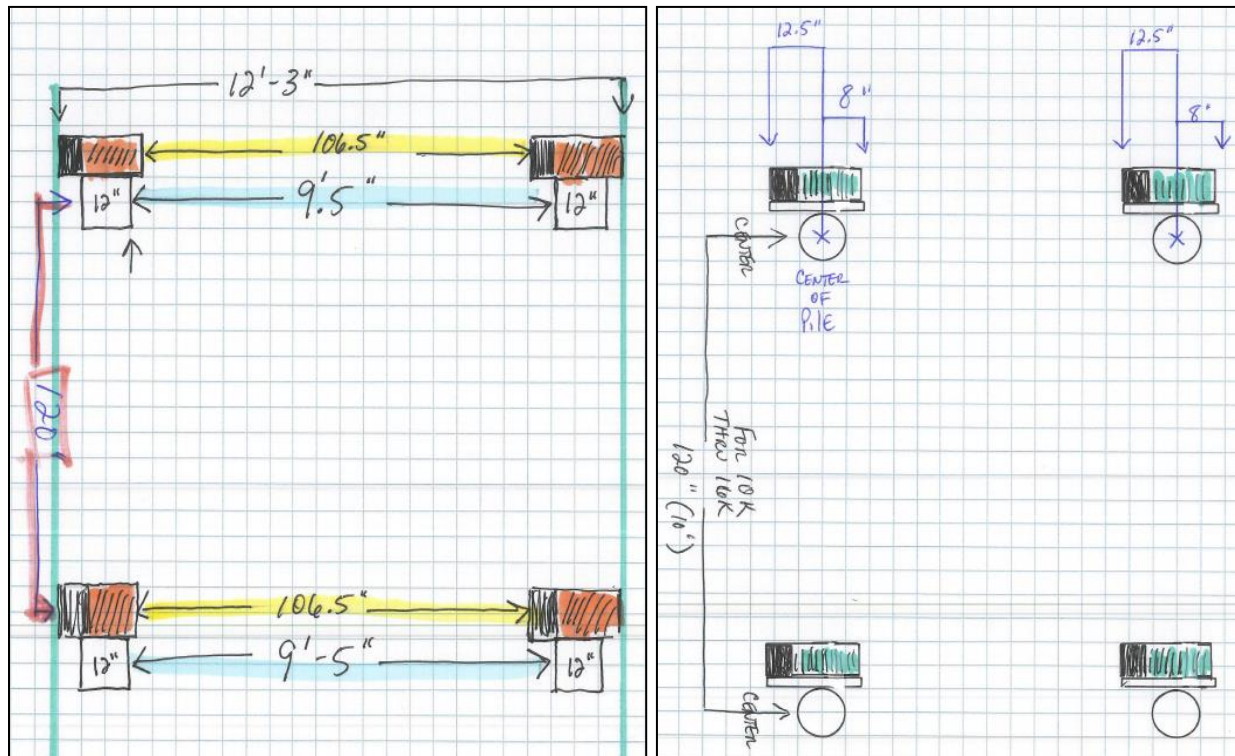 12'-3"
106.5"
12" 9'.5" 12"
120
106.5"
12" 9'-5" 12"
12.5"
8"
12.5"
8"
CENTER
CENTER
OF
PILE
FOR 10K
THRU 16K
120" (10')
CENTER